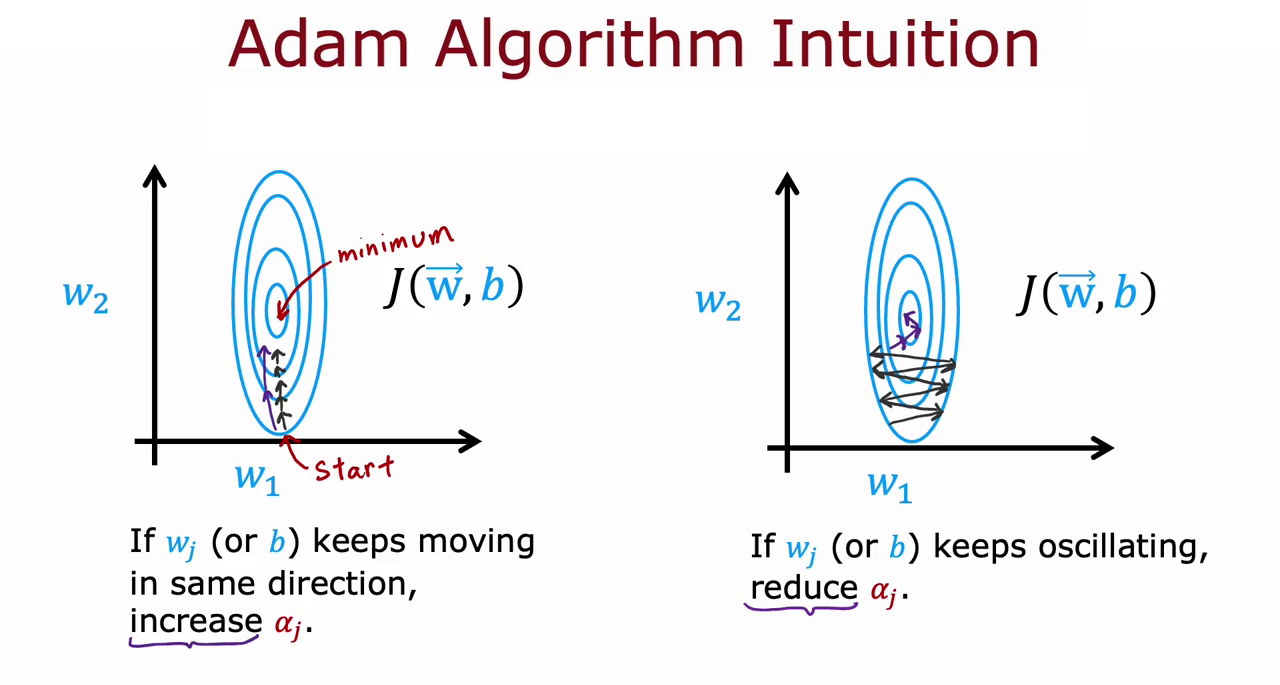 Adam Algorithm Intuition
minimum
w₂
J(w⃗, b)
w₁
start
If wⱼ (or b) keeps moving
in same direction,
increase αⱼ.
w₂
J(w⃗, b)
w₁
If wⱼ (or b) keeps oscillating,
reduce αⱼ.